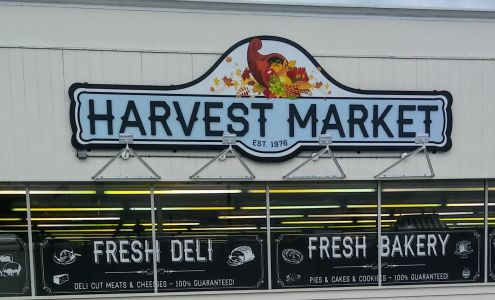 HARVEST MARKET
EST. 1976
FRESH DELI
DELI CUT MEATS & CHEESES - 100% GUARANTEED!
FRESH BAKERY
PIES & CAKES & COOKIES - 100% GUARANTEED!